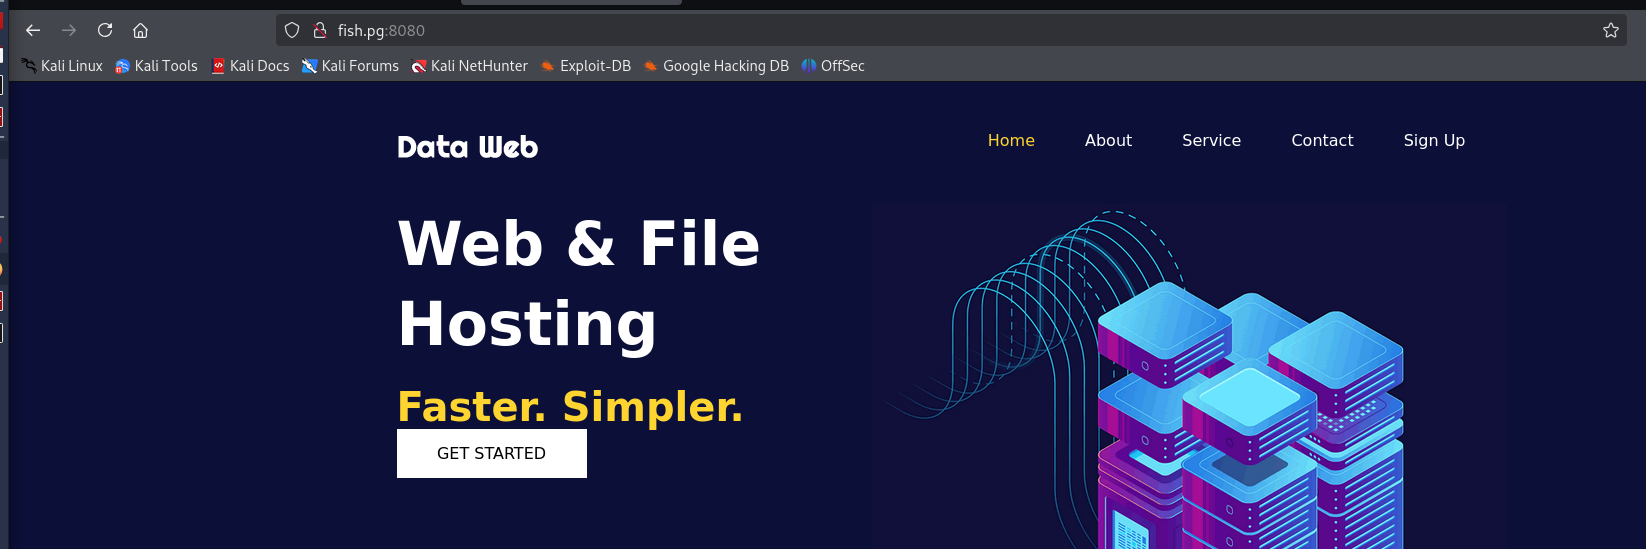 fish.pg:8080
Kali Linux Kali Tools Kali Docs Kali Forums Kali NetHunter Exploit-DB Google Hacking DB OffSec
Data Web
Home About Service Contact Sign Up
Web & File
Hosting
Faster. Simpler.
GET STARTED